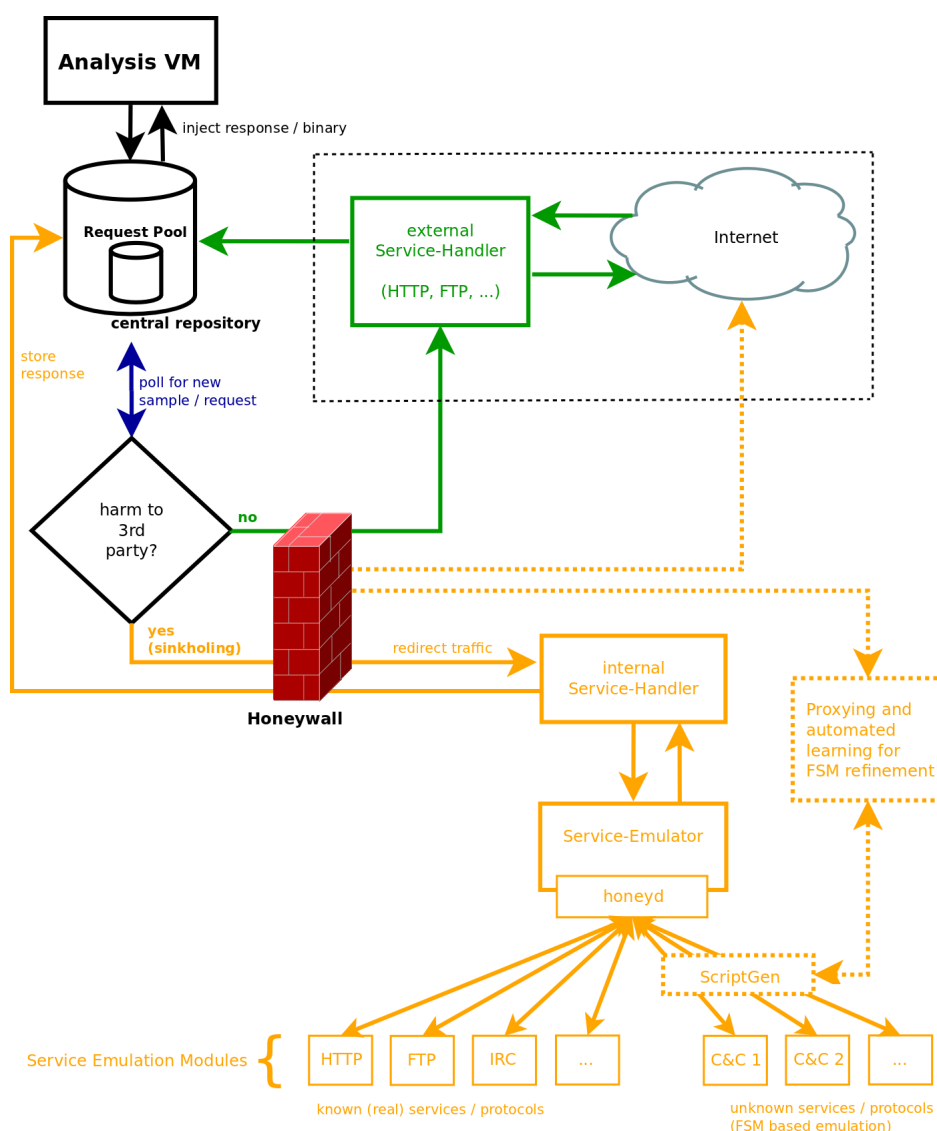 Analysis VM
inject response / binary
Request Pool
central repository
external
Service-Handler
(HTTP, FTP, ...)
Internet
store
response
poll for new
sample / request
harm to
3rd
party?
no
yes
(sinkholing)
redirect traffic
Honeywall
internal
Service-Handler
Proxying and
automated
learning for
FSM refinement
Service-Emulator
honeyd
ScriptGen
Service Emulation Modules
HTTP
FTP
IRC
...
C&C 1
C&C 2
...
known (real) services / protocols
unknown services / protocols
(FSM based emulation)